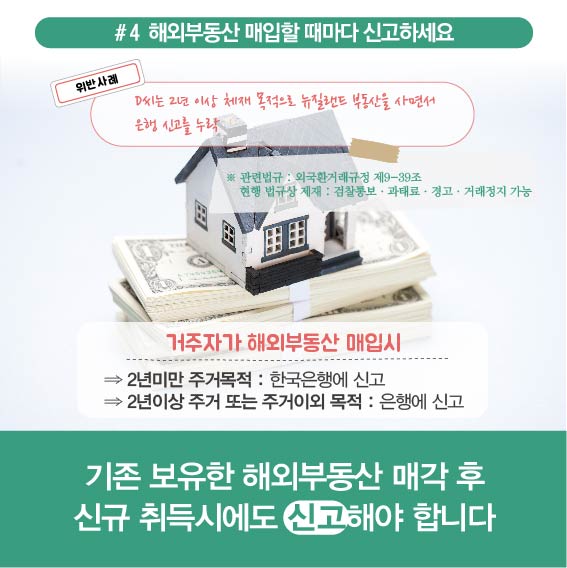 #4 해외부동산 매입할 때마다 신고하세요
위반사례
D씨는 2년 이상 체재 목적으로 뉴질랜드 부동산을 사면서
은행 신고를 누락
※ 관련법규 : 외국환거래규정 제9-39조
현행 법규상 제재 : 검찰통보·과태료·경고·거래정지 가능
거주자가 해외부동산 매입시
⇒ 2년미만 주거목적 : 한국은행에 신고
⇒ 2년이상 주거 또는 주거이외 목적 : 은행에 신고
기존 보유한 해외부동산 매각 후
신규 취득시에도 신고해야 합니다